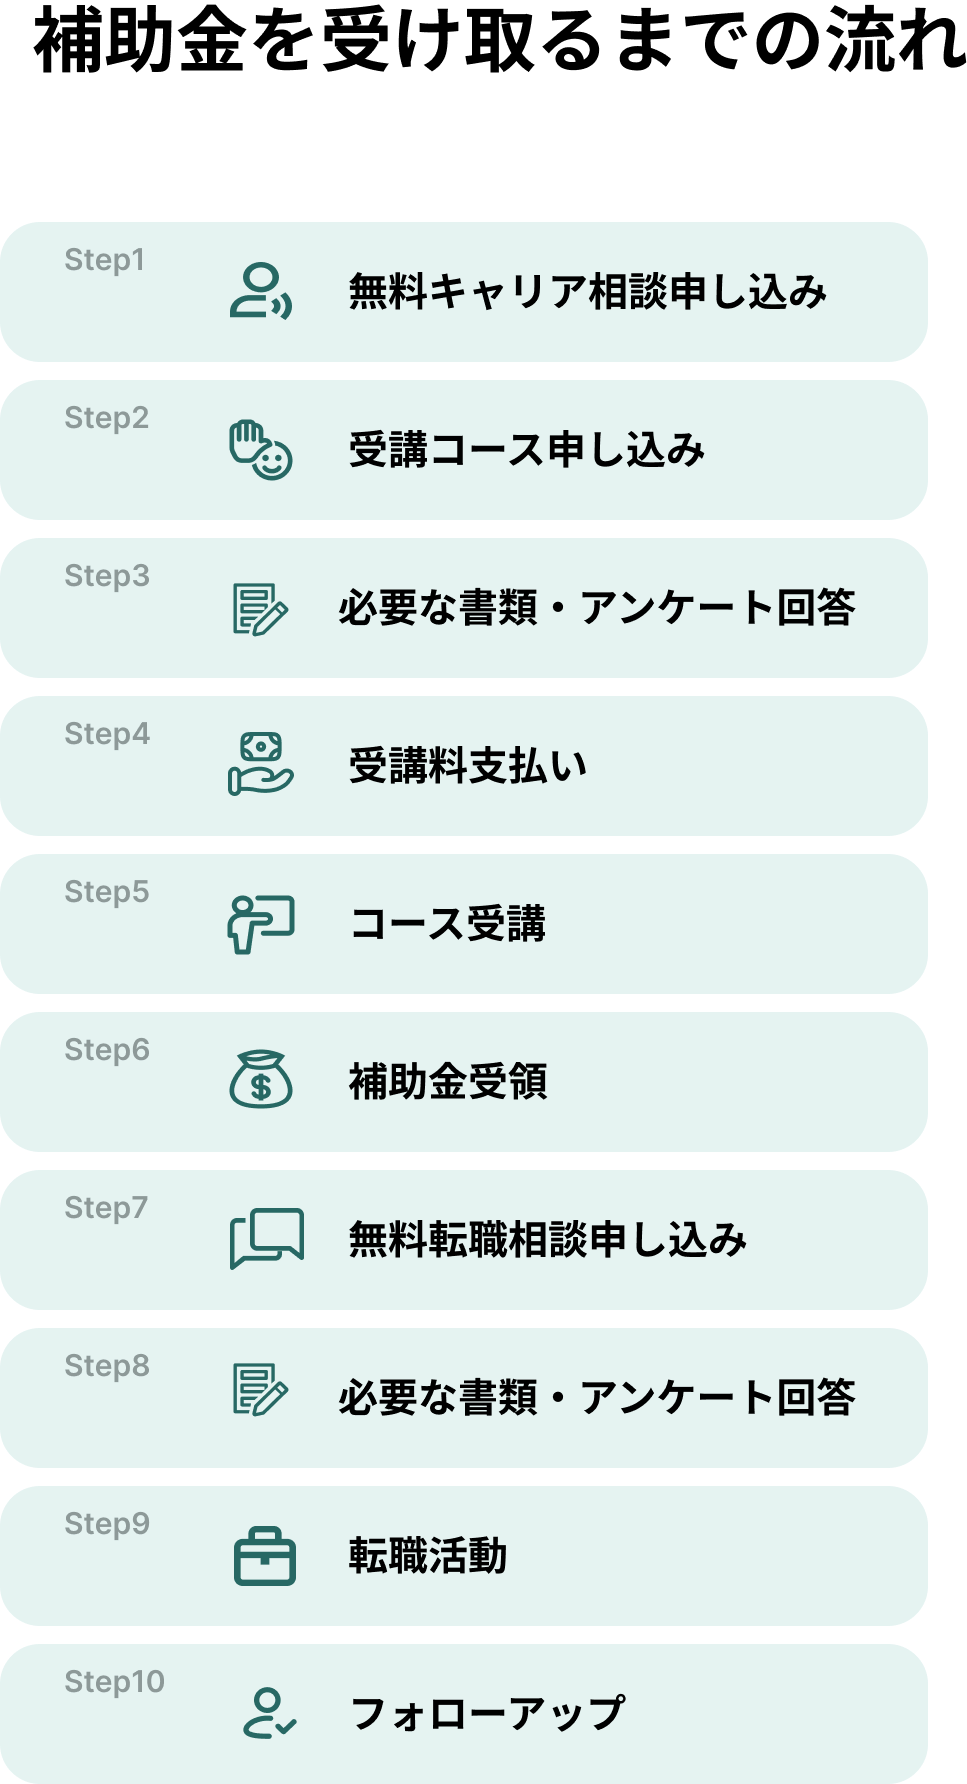 補助金を受け取るまでの流れ
Step1
無料キャリア相談申し込み
Step2
受講コース申し込み
Step3
必要な書類・アンケート回答
Step4
受講料支払い
Step5
コース受講
Step6
補助金受領
Step7
無料転職相談申し込み
Step8
必要な書類・アンケート回答
Step9
転職活動
Step10
フォローアップ